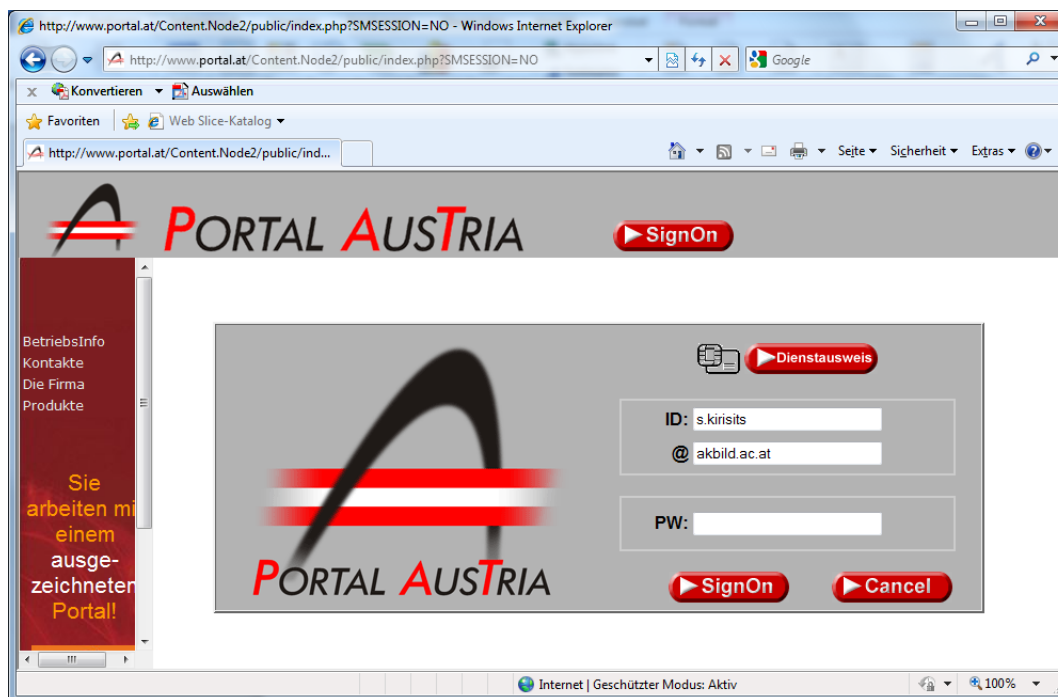 http://www.portal.at/Content.Node2/public/index.php?SMSESSION=NO - Windows Internet Explorer
http://www.portal.at/Content.Node2/public/index.php?SMSESSION=NO
Google
Konvertieren
Auswählen
Favoriten
Web Slice-Katalog
http://www.portal.at/Content.Node2/public/ind...
Seite
Sicherheit
Extras
PORTAL AUSTRIA
SignOn
BetriebsInfo
Kontakte
Die Firma
Produkte
Sie
arbeiten mi
einem
ausge-
zeichneten
Portal!
Dienstausweis
ID: s.kirisits
@ akbild.ac.at
PW:
PORTAL AUSTRIA
SignOn
Cancel
Internet | Geschützter Modus: Aktiv
100%